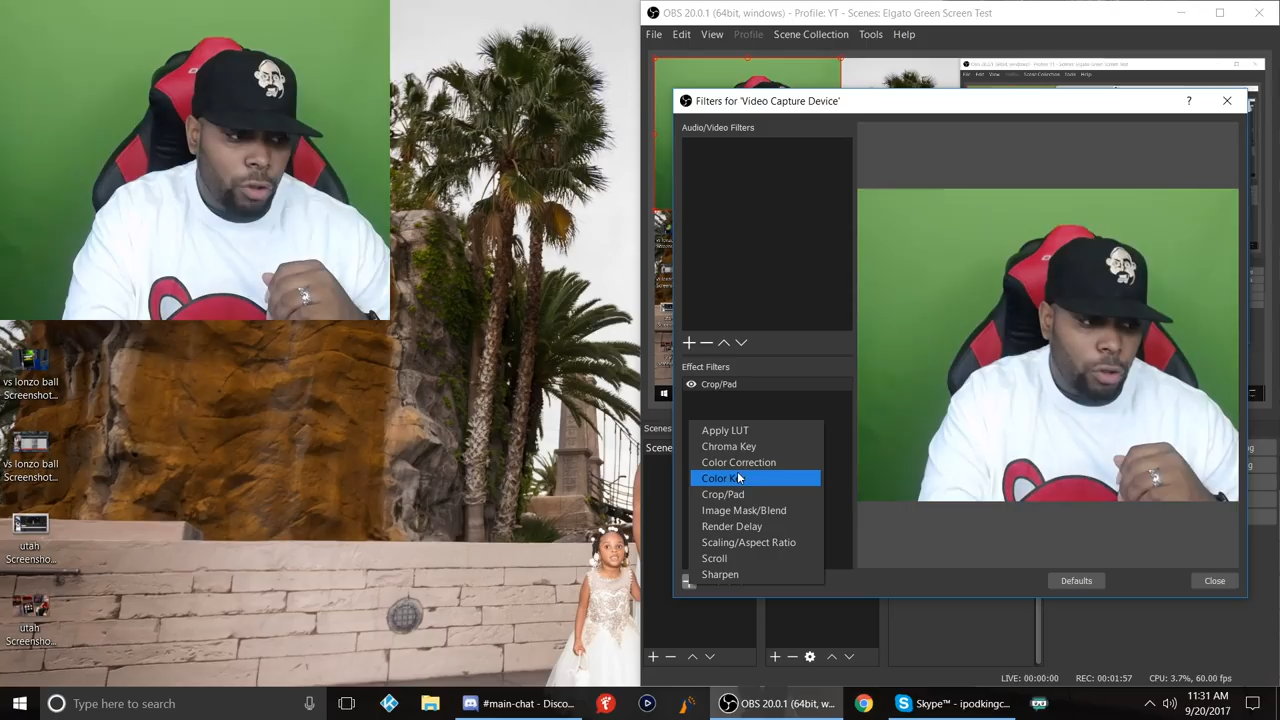 OBS 20.0.1 (64bit, windows) - Profile: YT - Scenes: Elgato Green Screen Test
File Edit View Profile Scene Collection Tools Help
Filters for 'Video Capture Device'
Audio/Video Filters
Effect Filters
Crop/Pad
Apply LUT
Chroma Key
Color Correction
Color Key
Crop/Pad
Image Mask/Blend
Render Delay
Scaling/Aspect Ratio
Scroll
Sharpen
Defaults
Close
Scenes
Scene
vs lonzo ball
Screenshot...
vs lonzo ball
Screensho...
utah
Screensho...
utah
Screensho...
LIVE: 00:00:00 REC: 00:01:57 CPU: 3.7%, 60.00 fps
Type here to search
#main-chat - Disco...
OBS 20.0.1 (64bit, w...
Skype™ - ipodkingc...
11:31 AM
9/20/2017